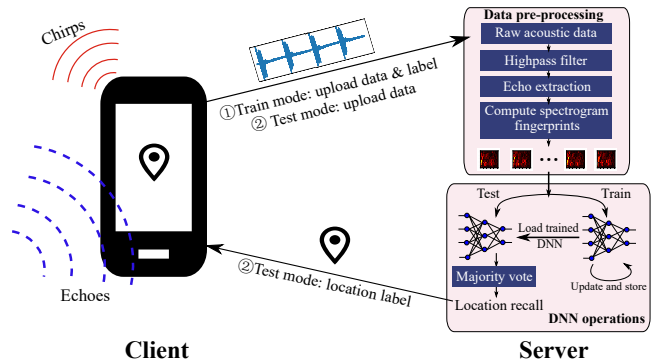 Chirps
Echoes
Client
①Train mode: upload data & label
② Test mode: upload data
②Test mode: location label
Data pre-processing
Raw acoustic data
Highpass filter
Echo extraction
Compute spectrogram
fingerprints
Test
Train
Load trained
DNN
Majority vote
Update and store
Location recall
DNN operations
Server